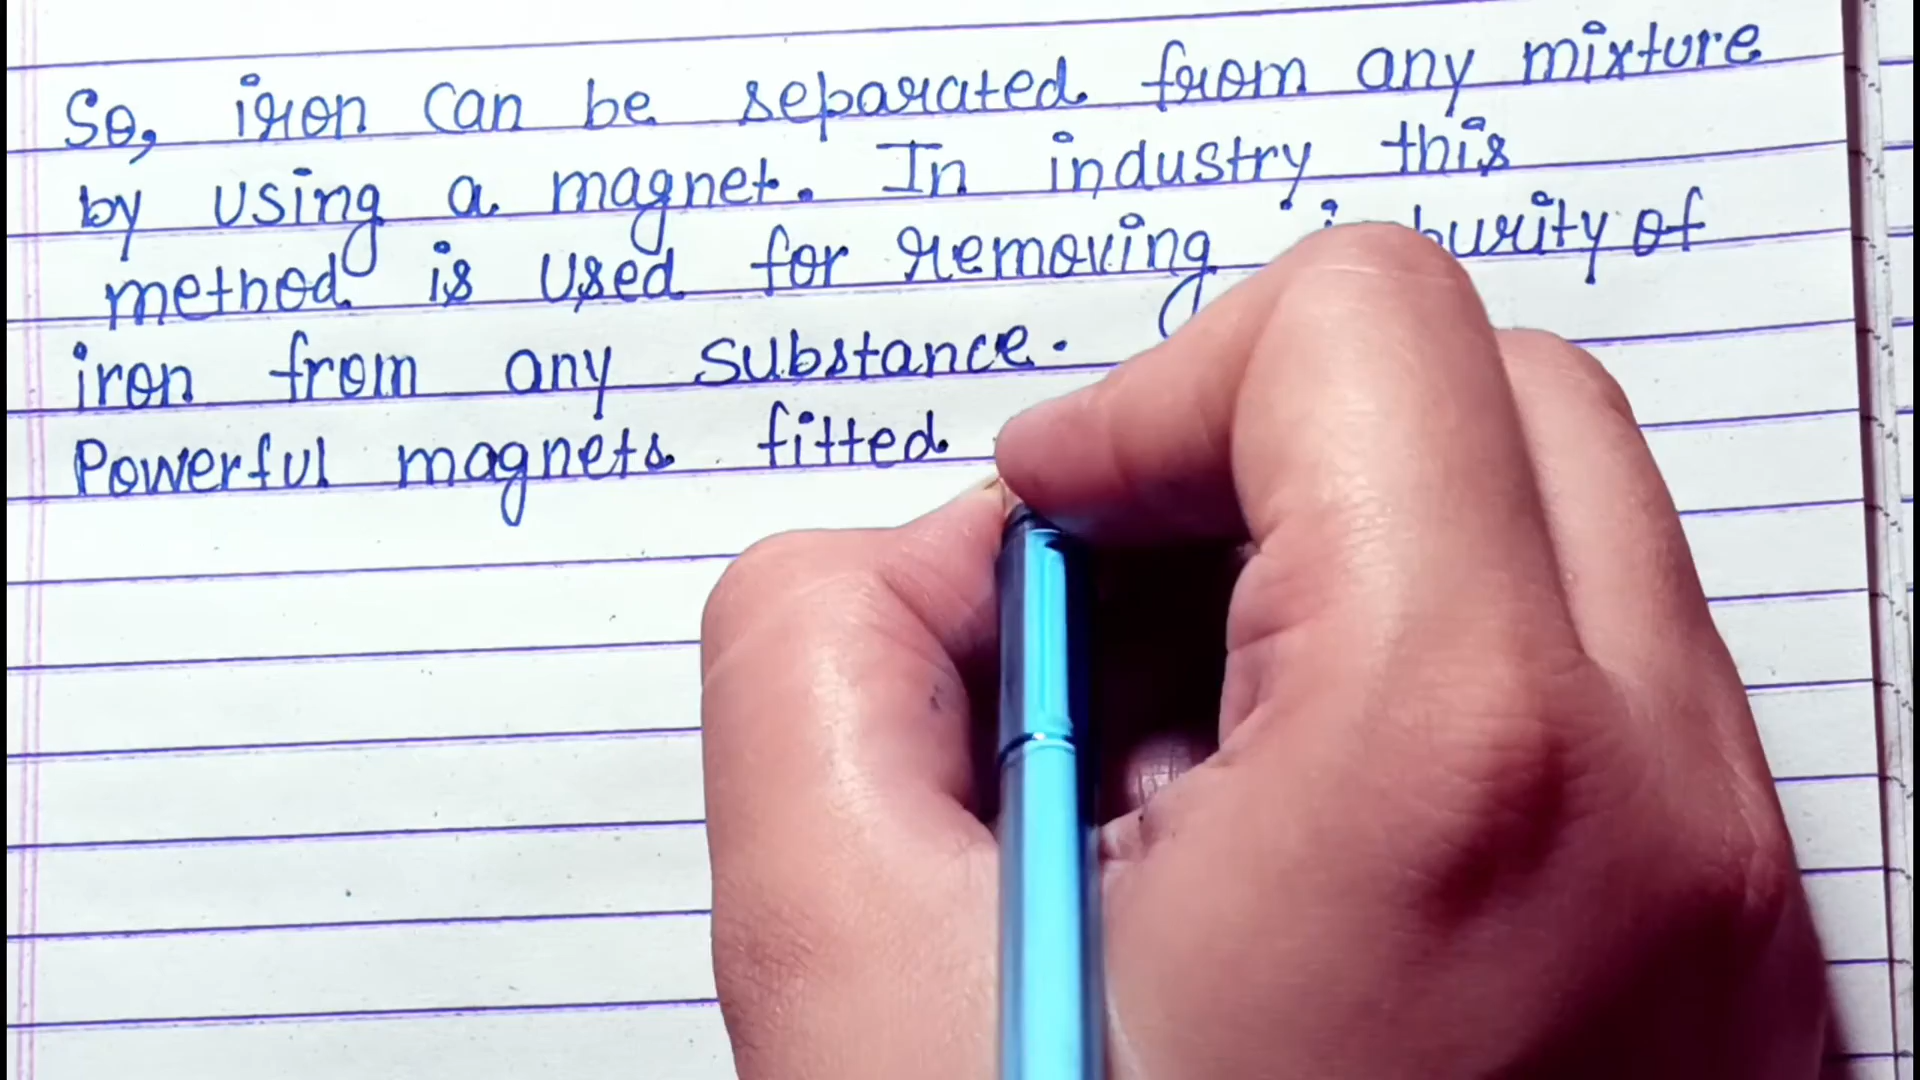 So, iron can be separated from any mixture
by using a magnet. In industry this
method is used for removing of
iron from any substance.
Powerful magnets fitted